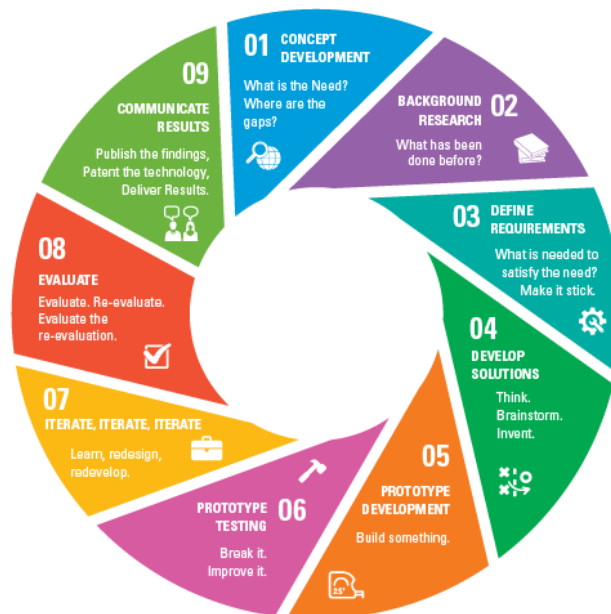 01 CONCEPT
DEVELOPMENT
What is the Need?
Where are the
gaps?
02
BACKGROUND
RESEARCH
What has been
done before?
03 DEFINE
REQUIREMENTS
What is needed to
satisfy the need?
Make it stick.
04
DEVELOP
SOLUTIONS
Think.
Brainstorm.
Invent.
05
PROTOTYPE
DEVELOPMENT
Build something.
25'
06
PROTOTYPE
TESTING
Break it.
Improve it.
07
ITERATE, ITERATE, ITERATE
Learn, redesign,
redevelop.
08
EVALUATE
Evaluate. Re-evaluate.
Evaluate the
re-evaluation.
09
COMMUNICATE
RESULTS
Publish the findings,
Patent the technology,
Deliver Results.